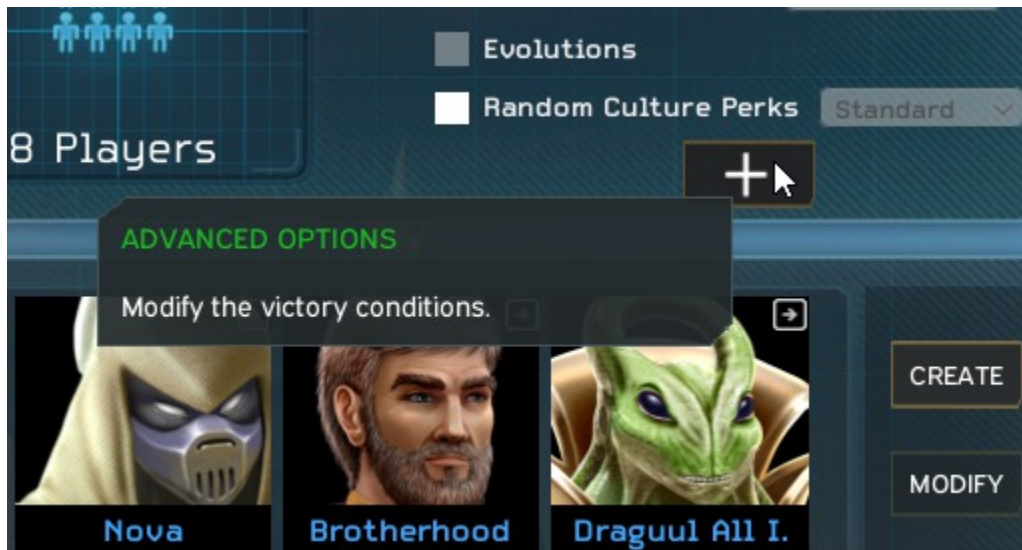 Evolutions
Random Culture Perks Standard
8 Players
ADVANCED OPTIONS
Modify the victory conditions.
CREATE
MODIFY
Nova Brotherhood Draguul All I.